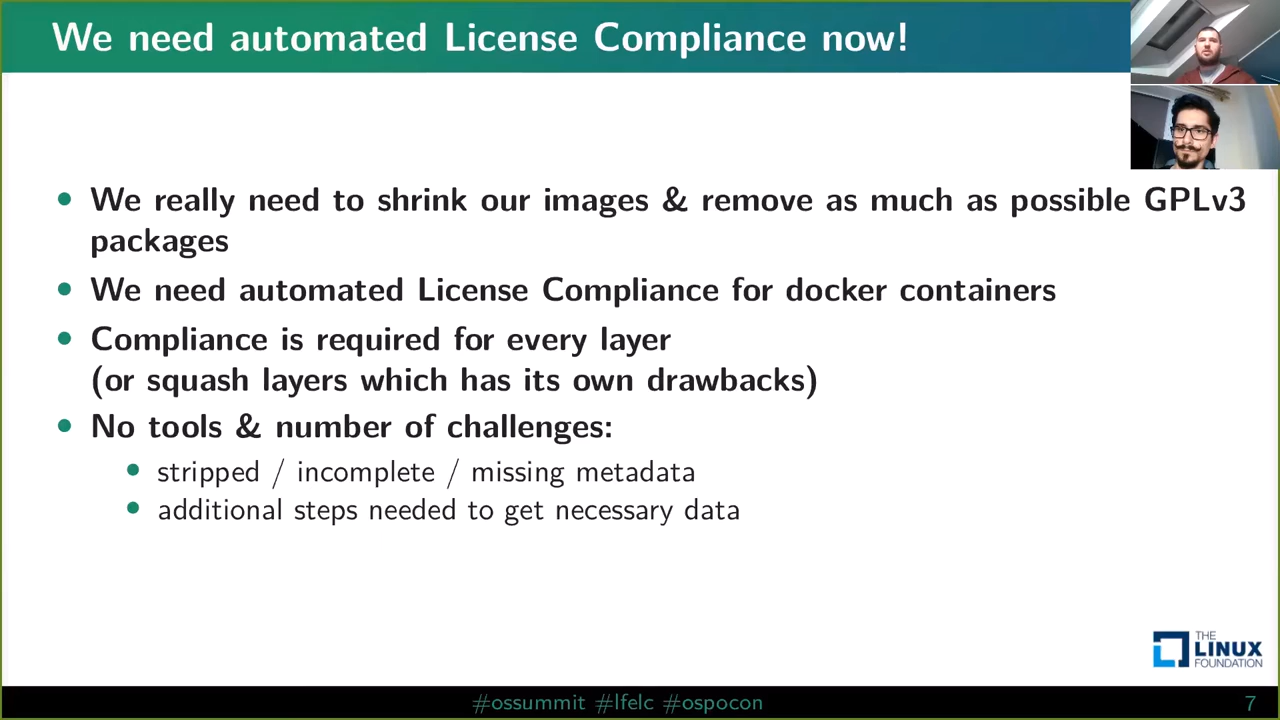 We need automated License Compliance now!
We really need to shrink our images & remove as much as possible GPLv3
packages
We need automated License Compliance for docker containers
Compliance is required for every layer
(or squash layers which has its own drawbacks)
No tools & number of challenges:
stripped / incomplete / missing metadata
additional steps needed to get necessary data
THE
LINUX
FOUNDATION
#ossummit #lfelc #ospocon
7